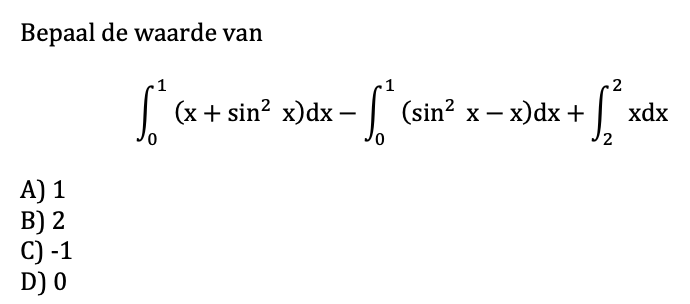 Bepaal de waarde van
∫₀¹ (x + sin² x)dx − ∫₀¹ (sin² x − x)dx + ∫₂² xdx
A) 1
B) 2
C) -1
D) 0